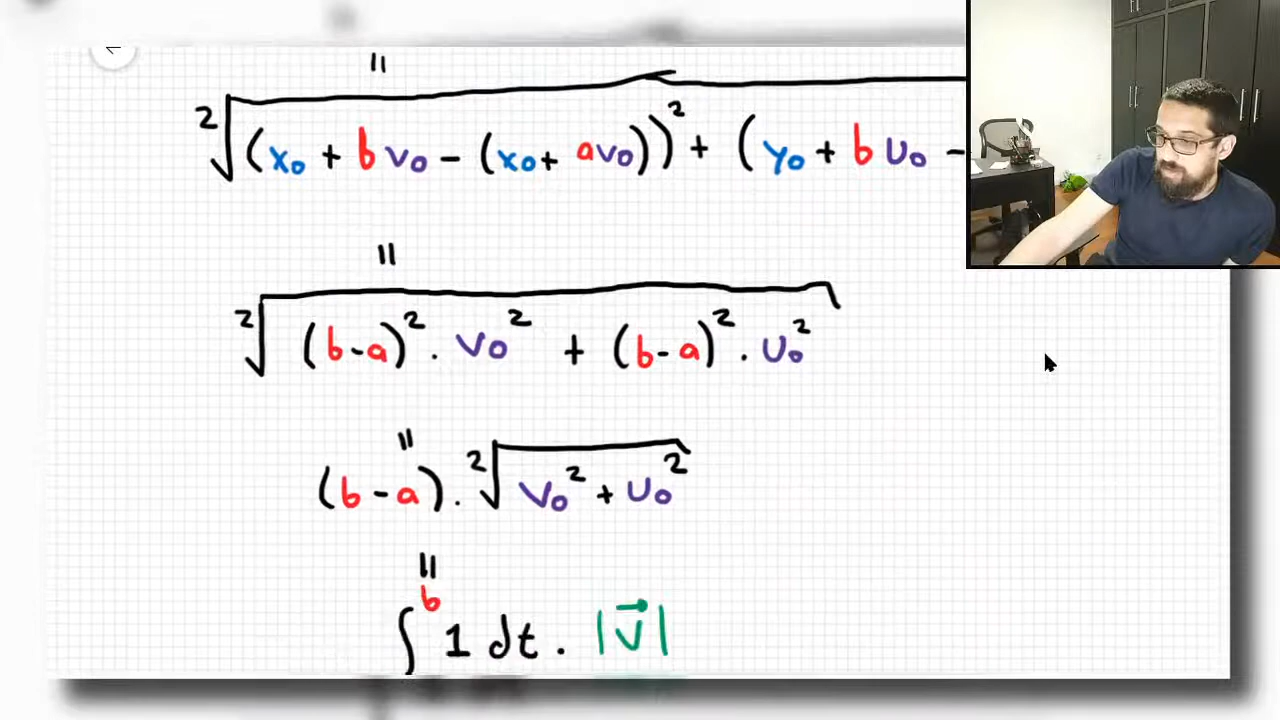 =
²√(x₀ + b v₀ − (x₀ + a v₀))² + (y₀ + b u₀ −
=
²√(b-a)² · v₀² + (b-a)² · u₀²
=
(b-a) · ²√v₀² + u₀²
=
∫ᵇ 1 dt · |v⃗|